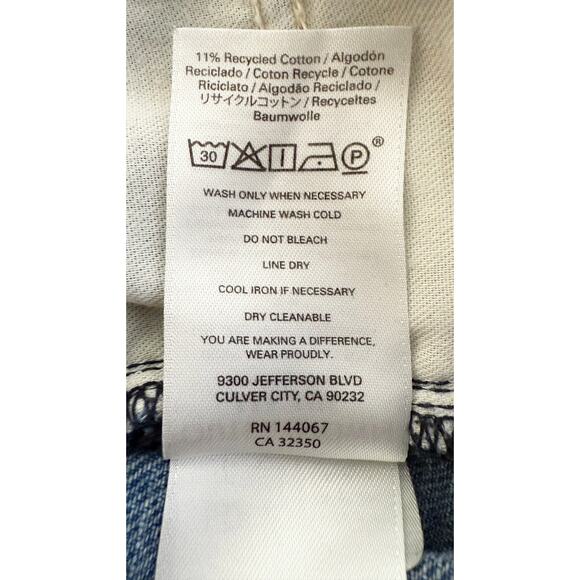 11% Recycled Cotton / Algodón
Reciclado / Coton Recycle / Cotone
Riciclato / Algodão Reciclado /
リサイクルコットン / Recyceltes
Baumwolle
30 P ®
WASH ONLY WHEN NECESSARY
MACHINE WASH COLD
DO NOT BLEACH
LINE DRY
COOL IRON IF NECESSARY
DRY CLEANABLE
YOU ARE MAKING A DIFFERENCE,
WEAR PROUDLY.
9300 JEFFERSON BLVD
CULVER CITY, CA 90232
RN 144067
CA 32350